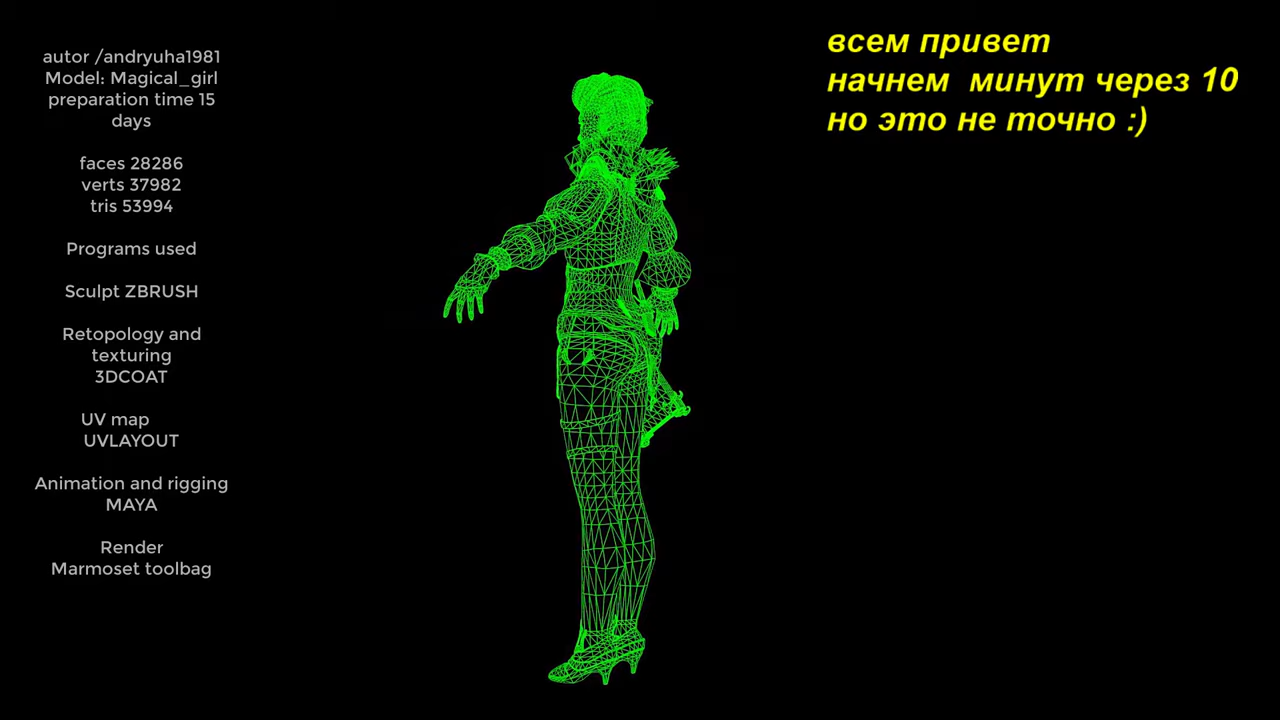 autor /andryuha1981
Model: Magical_girl
preparation time 15
days
faces 28286
verts 37982
tris 53994
Programs used
Sculpt ZBRUSH
Retopology and
texturing
3DCOAT
UV map
UVLAYOUT
Animation and rigging
MAYA
Render
Marmoset toolbag
всем привет
начнем минут через 10
но это не точно :)